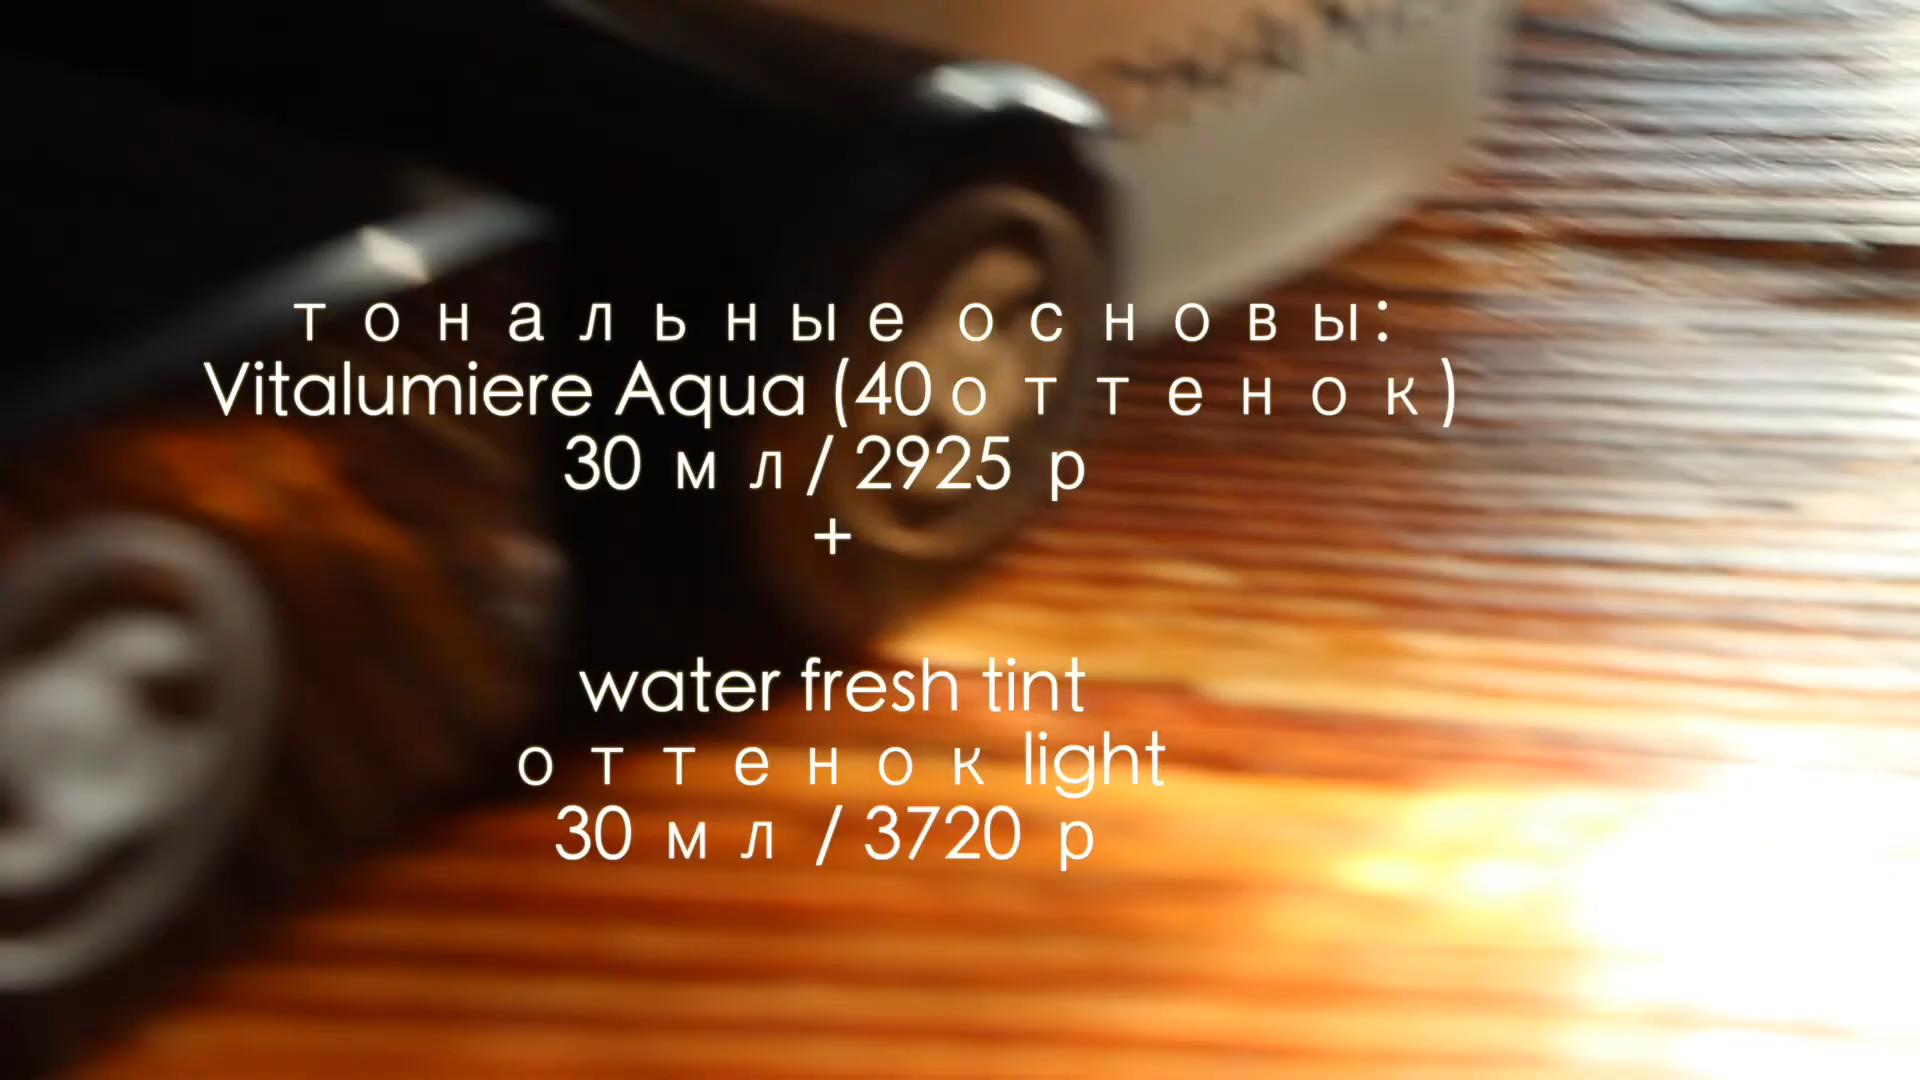 тональные основы:
Vitalumiere Aqua (40 оттенок)
30 мл / 2925 р
+
water fresh tint
оттенок light
30 мл / 3720 р